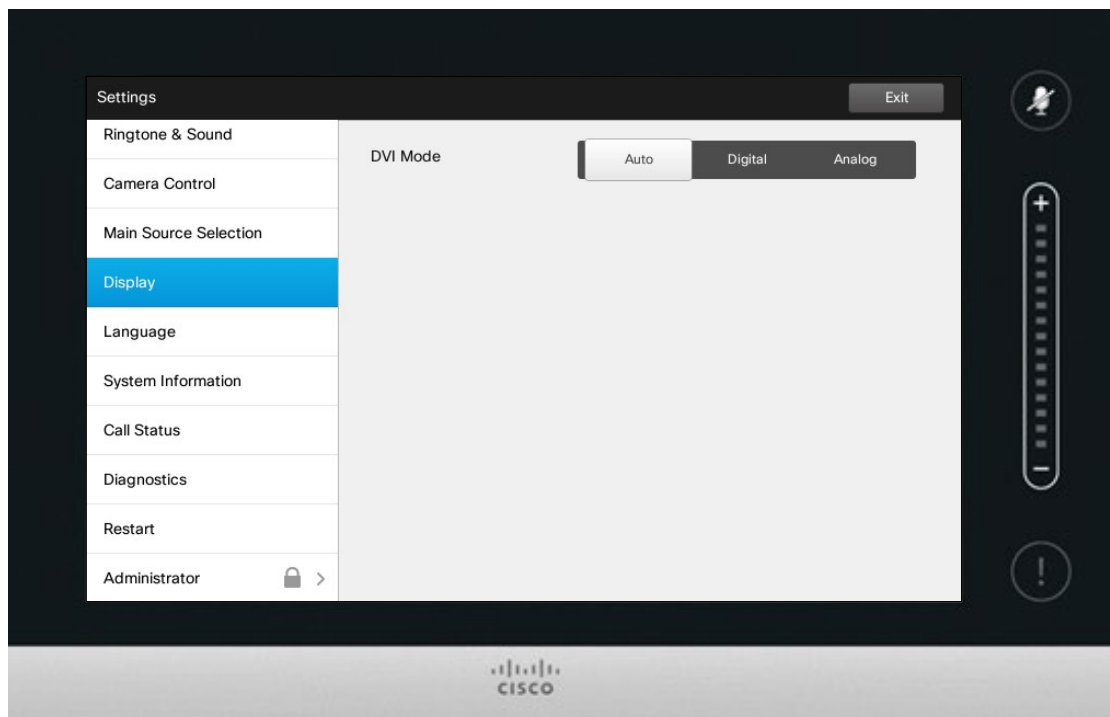 Settings
Exit
Ringtone & Sound
Camera Control
Main Source Selection
Display
Language
System Information
Call Status
Diagnostics
Restart
Administrator
DVI Mode
Auto
Digital
Analog
+
–
!
CISCO